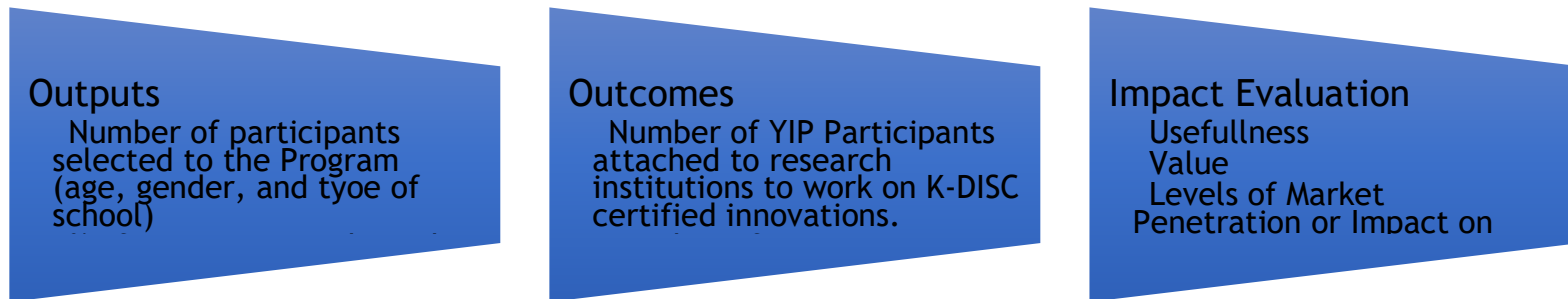 Outputs
Number of participants
selected to the Program
(age, gender, and tyoe of
school)
Outcomes
Number of YIP Participants
attached to research
institutions to work on K-DISC
certified innovations.
Impact Evaluation
Usefullness
Value
Levels of Market
Penetration or Impact on